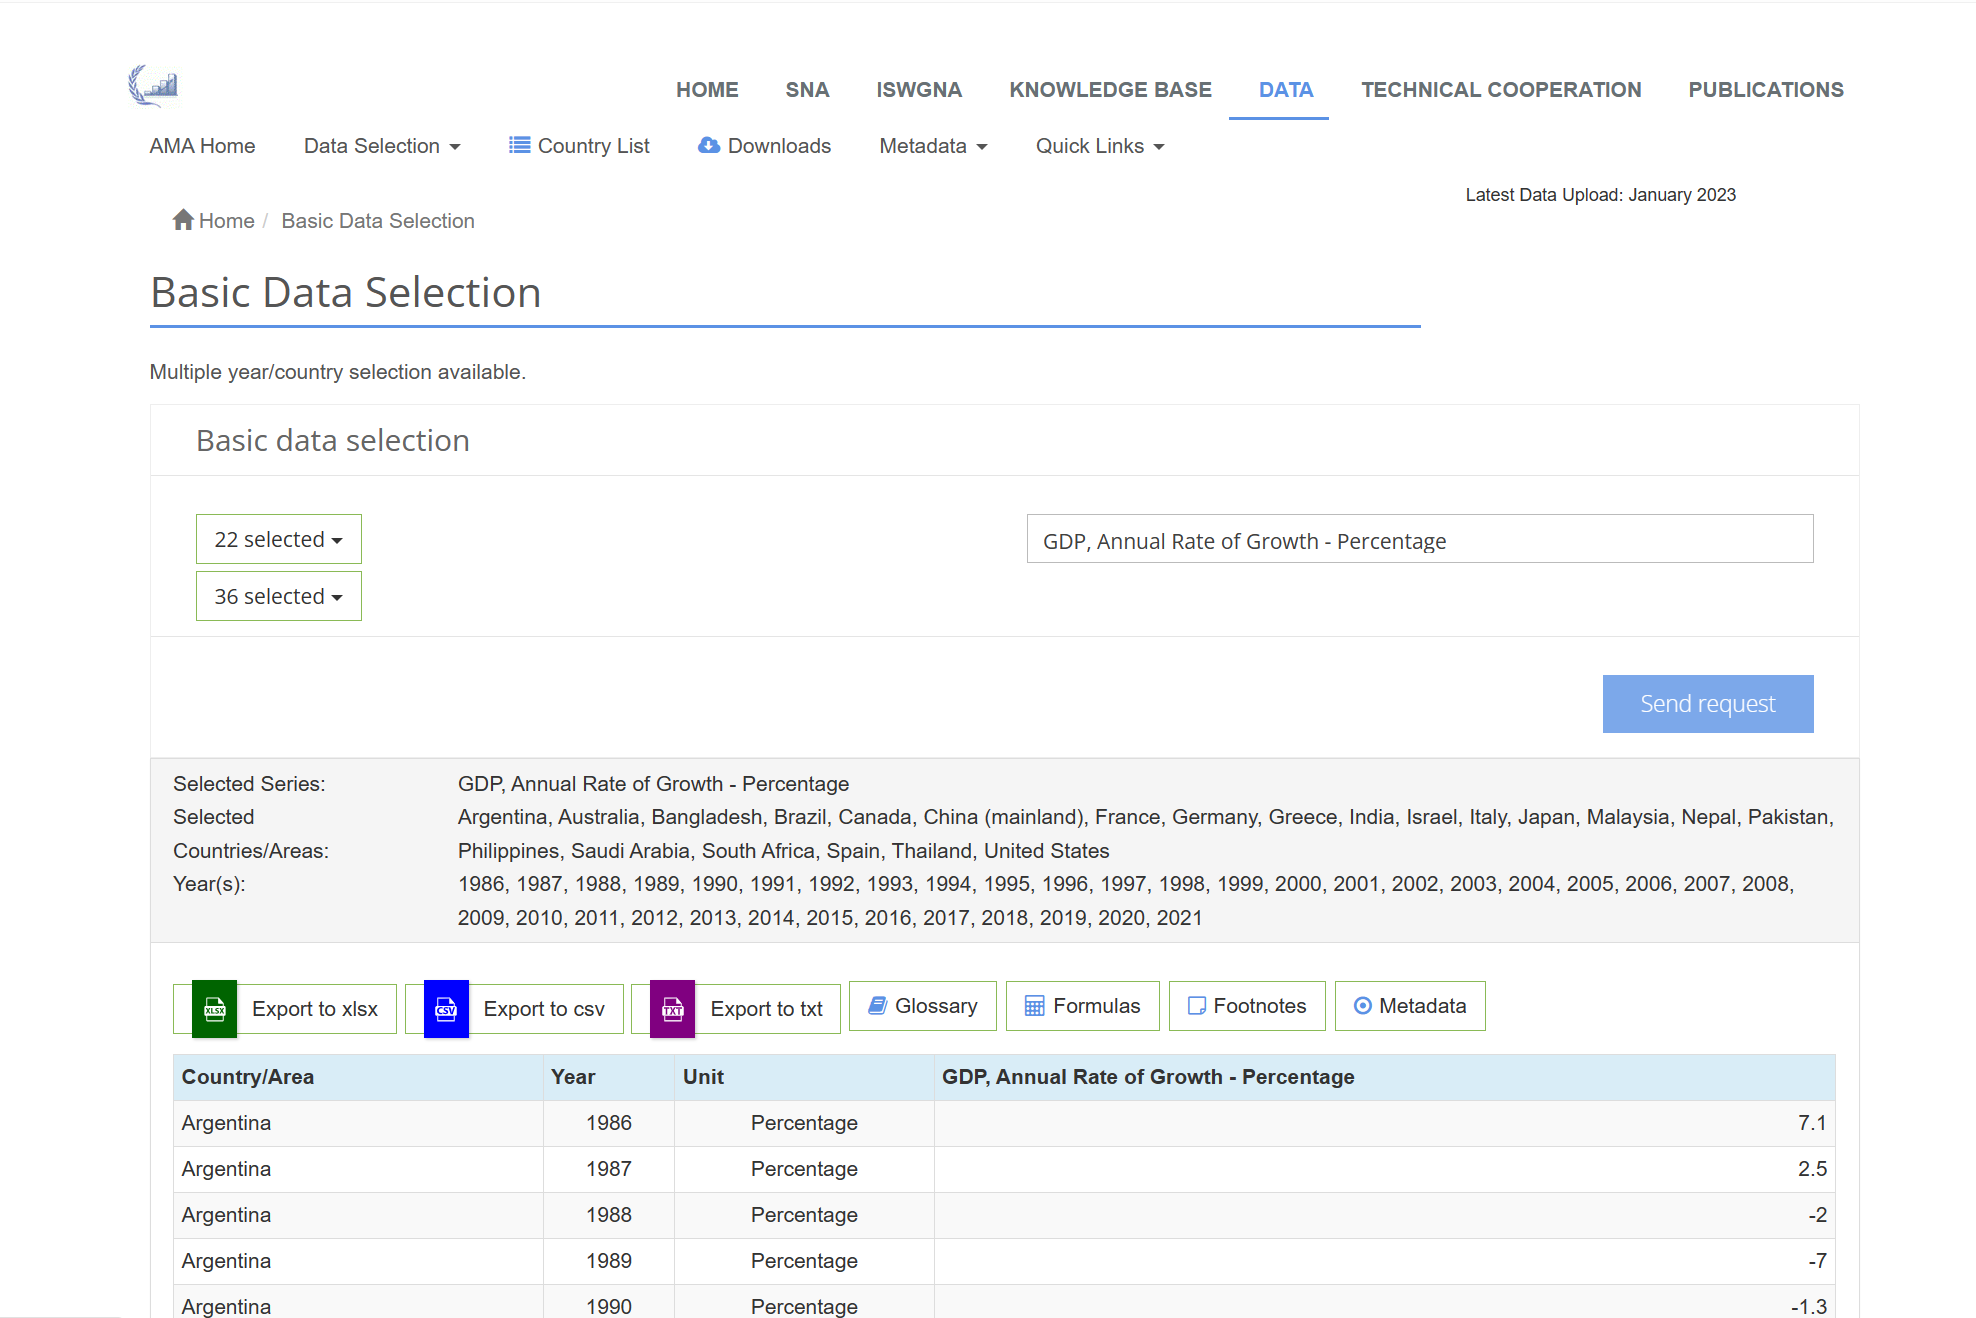 HOME SNA ISWGNA KNOWLEDGE BASE DATA TECHNICAL COOPERATION PUBLICATIONS
AMA Home Data Selection Country List Downloads Metadata Quick Links
Latest Data Upload: January 2023
Home / Basic Data Selection
Basic Data Selection
Multiple year/country selection available.
Basic data selection
22 selected GDP, Annual Rate of Growth - Percentage
36 selected
Send request
Selected Series: GDP, Annual Rate of Growth - Percentage
Selected Argentina, Australia, Bangladesh, Brazil, Canada, China (mainland), France, Germany, Greece, India, Israel, Italy, Japan, Malaysia, Nepal, Pakistan,
Countries/Areas: Philippines, Saudi Arabia, South Africa, Spain, Thailand, United States
Year(s): 1986, 1987, 1988, 1989, 1990, 1991, 1992, 1993, 1994, 1995, 1996, 1997, 1998, 1999, 2000, 2001, 2002, 2003, 2004, 2005, 2006, 2007, 2008,
2009, 2010, 2011, 2012, 2013, 2014, 2015, 2016, 2017, 2018, 2019, 2020, 2021
XLSX Export to xlsx CSV Export to csv TXT Export to txt Glossary Formulas Footnotes Metadata
Country/Area Year Unit GDP, Annual Rate of Growth - Percentage
Argentina 1986 Percentage 7.1
Argentina 1987 Percentage 2.5
Argentina 1988 Percentage -2
Argentina 1989 Percentage -7
Argentina 1990 Percentage -1.3